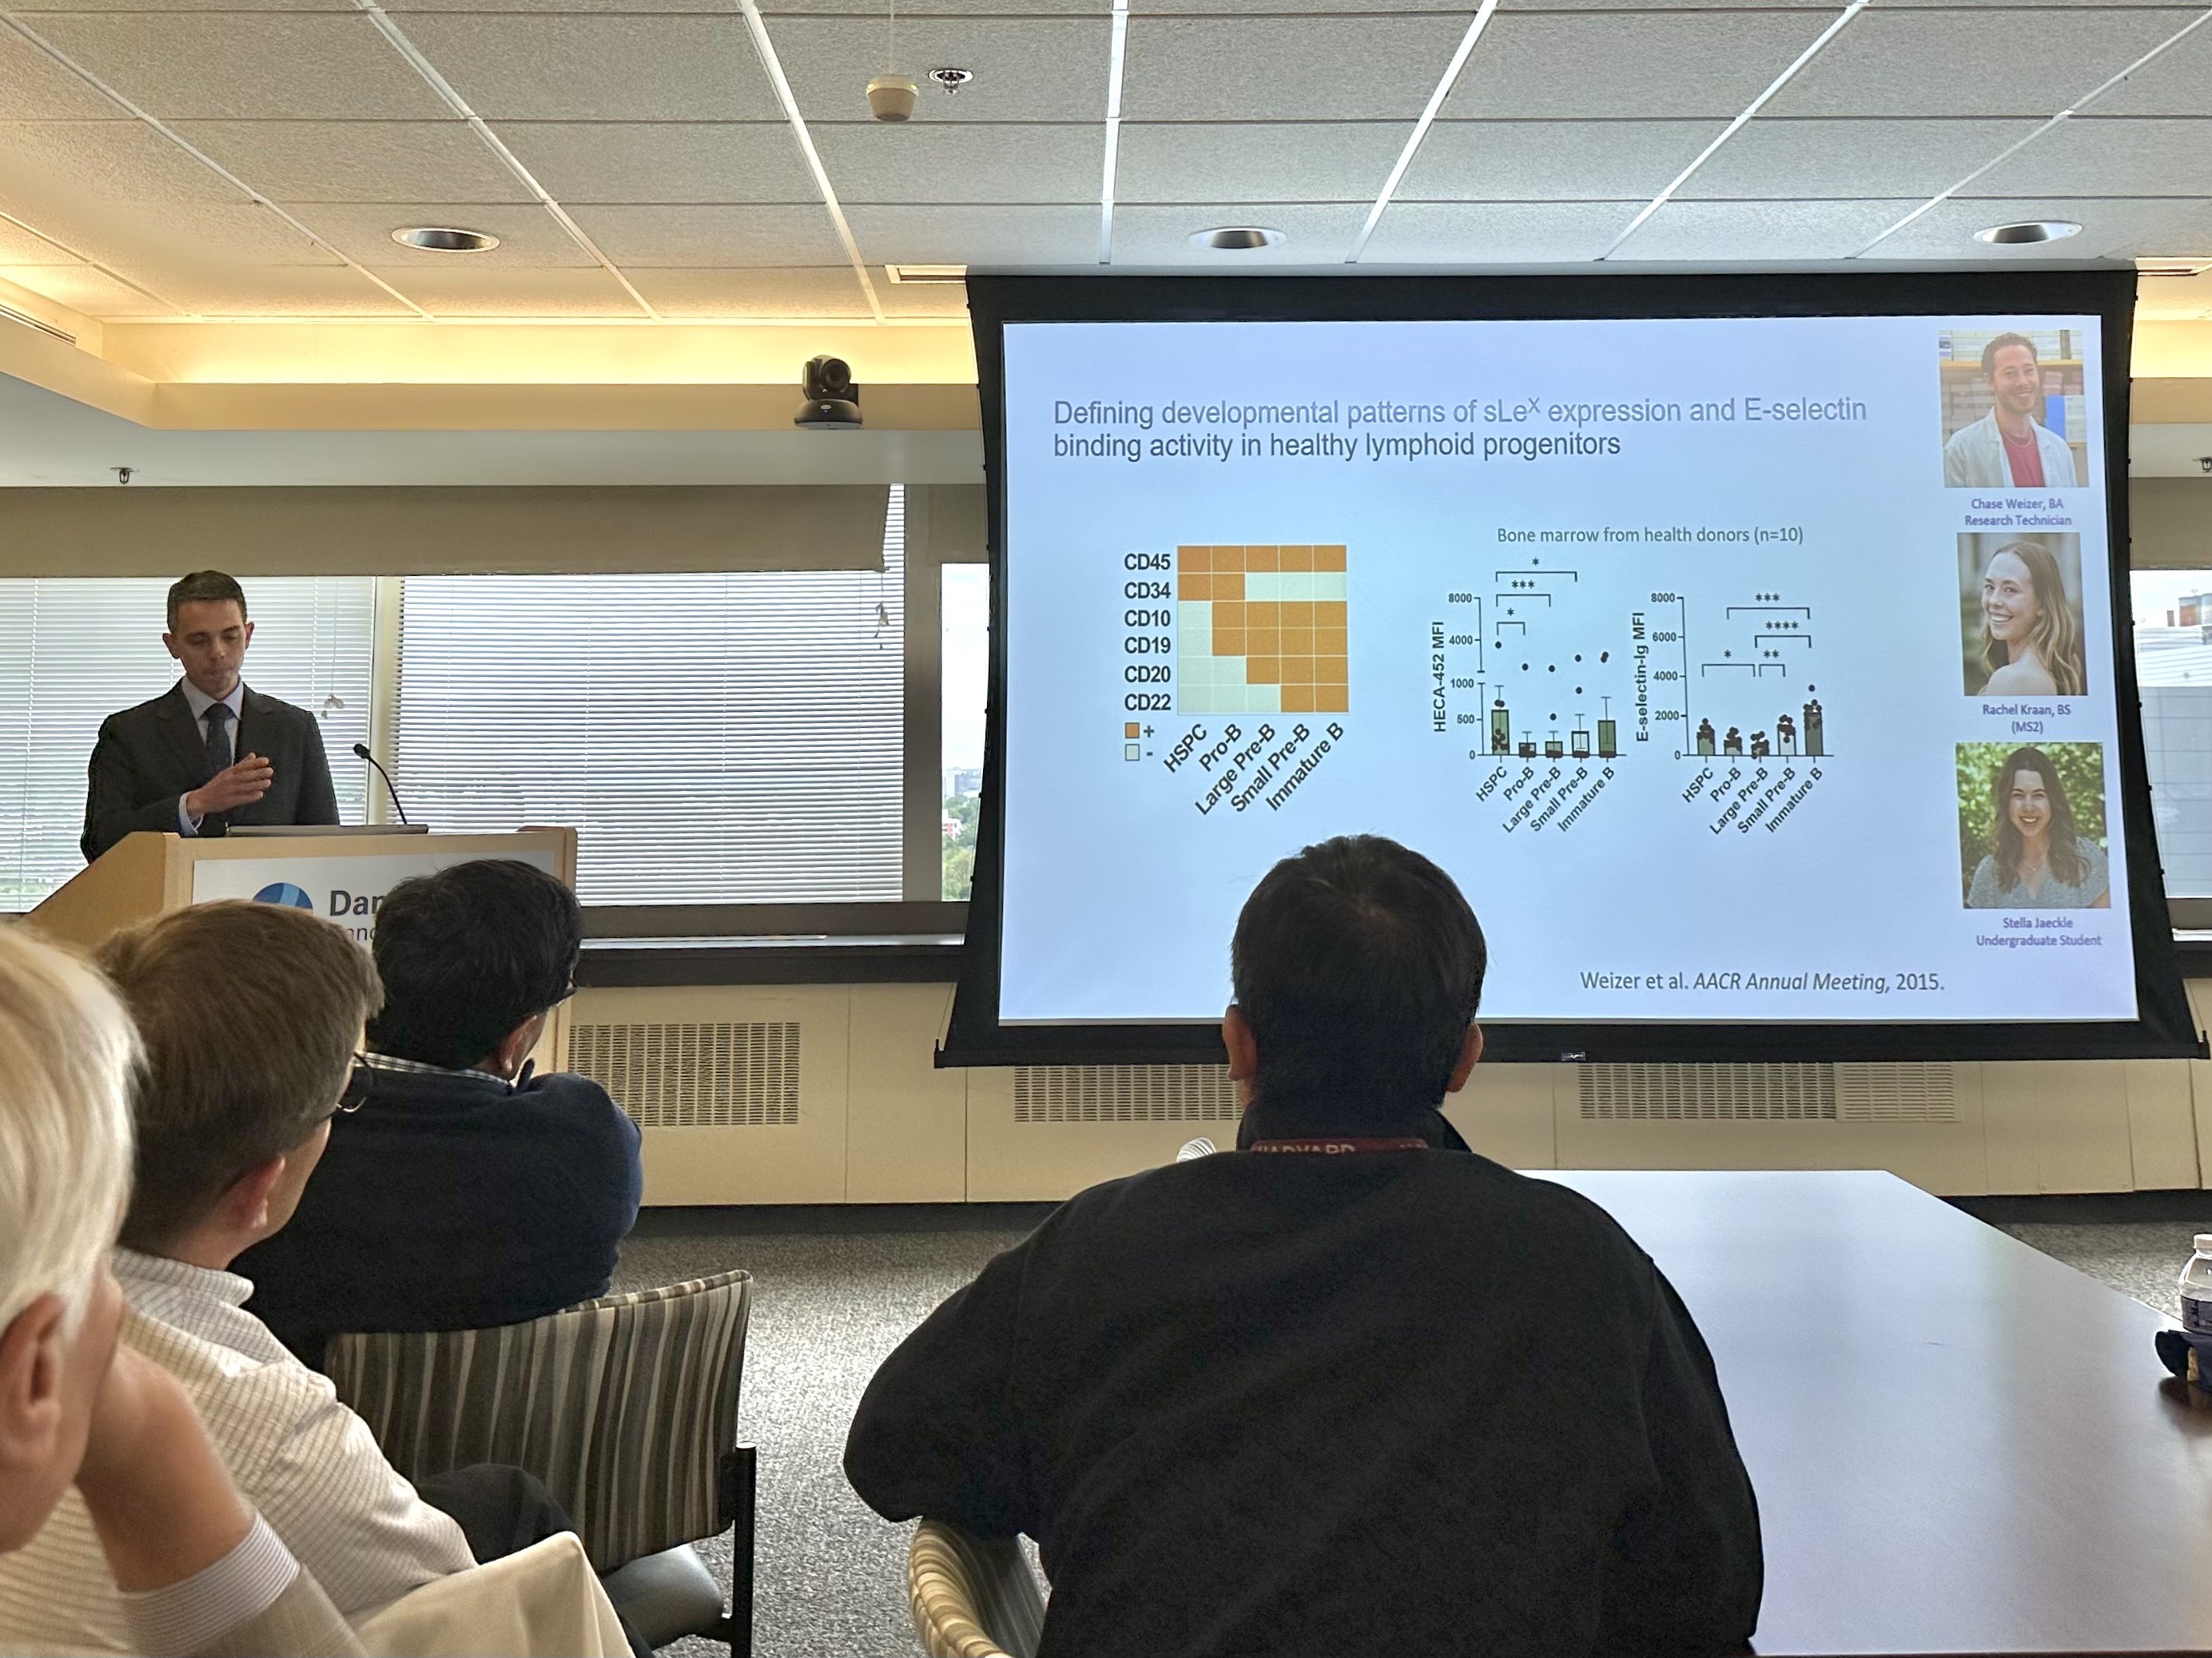 Defining developmental patterns of sLeX expression and E-selectin
binding activity in healthy lymphoid progenitors
Chase Weizer, BA
Research Technician
Rachel Kraan, BS
(MS2)
Stella Jaeckle
Undergraduate Student
CD45
CD34
CD10
CD19
CD20
CD22
+
-
HSPC
Pro-B
Large Pre-B
Small Pre-B
Immature B
Bone marrow from health donors (n=10)
HECA-452 MFI
8000
4000
1000
500
0
*
***
*
HSPC
Pro-B
Large Pre-B
Small Pre-B
Immature B
E-selectin-Ig MFI
8000
6000
4000
2000
0
***
****
*
**
HSPC
Pro-B
Large Pre-B
Small Pre-B
Immature B
Weizer et al. AACR Annual Meeting, 2015.
HARVARD